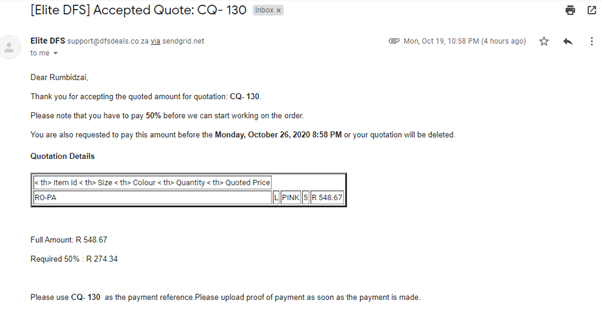 [Elite DFS] Accepted Quote: CQ- 130 Inbox x
Elite DFS support@dfsdeals.co.za via sendgrid.net Mon, Oct 19, 10:58 PM (4 hours ago)
to me
Dear Rumbidzai,
Thank you for accepting the quoted amount for quotation: CQ- 130.
Please note that you have to pay 50% before we can start working on the order.
You are also requested to pay this amount before the Monday, October 26, 2020 8:58 PM or your quotation will be deleted.
Quotation Details
< th> Item Id < th> Size < th> Colour < th> Quantity < th> Quoted Price
RO-PA L PINK 5 R 548.67
Full Amount: R 548.67
Required 50% : R 274.34
Please use CQ- 130 as the payment reference.Please upload proof of payment as soon as the payment is made.